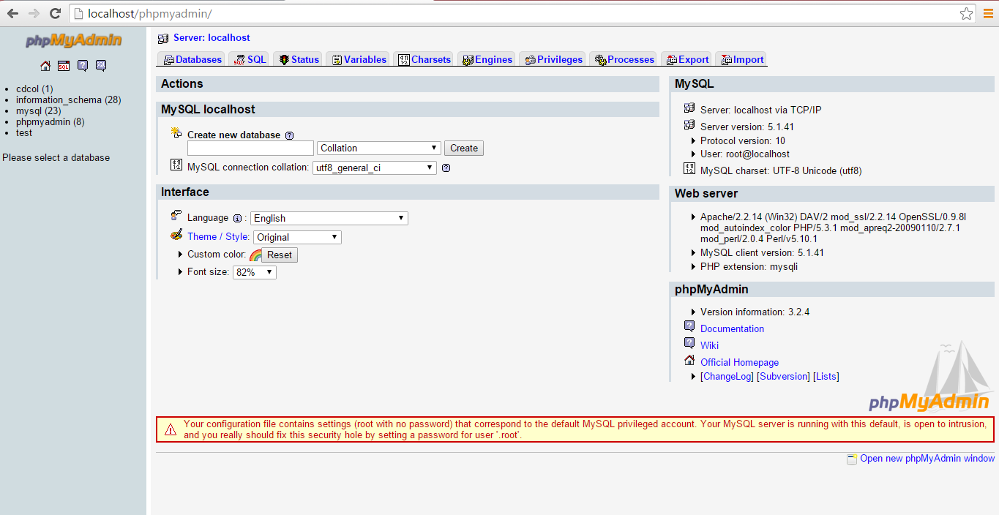 localhost/phpmyadmin/
phpMyAdmin
SQL
cdcol (1)
information_schema (28)
mysql (23)
phpmyadmin (8)
test
Please select a database
Server: localhost
Databases SQL Status Variables Charsets Engines Privileges Processes Export Import
Actions
MySQL localhost
Create new database
Collation Create
MySQL connection collation: utf8_general_ci
Interface
Language : English
Theme / Style: Original
Custom color: Reset
Font size: 82%
MySQL
Server: localhost via TCP/IP
Server version: 5.1.41
Protocol version: 10
User: root@localhost
MySQL charset: UTF-8 Unicode (utf8)
Web server
Apache/2.2.14 (Win32) DAV/2 mod_ssl/2.2.14 OpenSSL/0.9.8l
mod_autoindex_color PHP/5.3.1 mod_apreq2-20090110/2.7.1
mod_perl/2.0.4 Perl/v5.10.1
MySQL client version: 5.1.41
PHP extension: mysqli
phpMyAdmin
Version information: 3.2.4
Documentation
Wiki
Official Homepage
[ChangeLog] [Subversion] [Lists]
phpMyAdmin
Your configuration file contains settings (root with no password) that correspond to the default MySQL privileged account. Your MySQL server is running with this default, is open to intrusion,
and you really should fix this security hole by setting a password for user '.root'.
Open new phpMyAdmin window